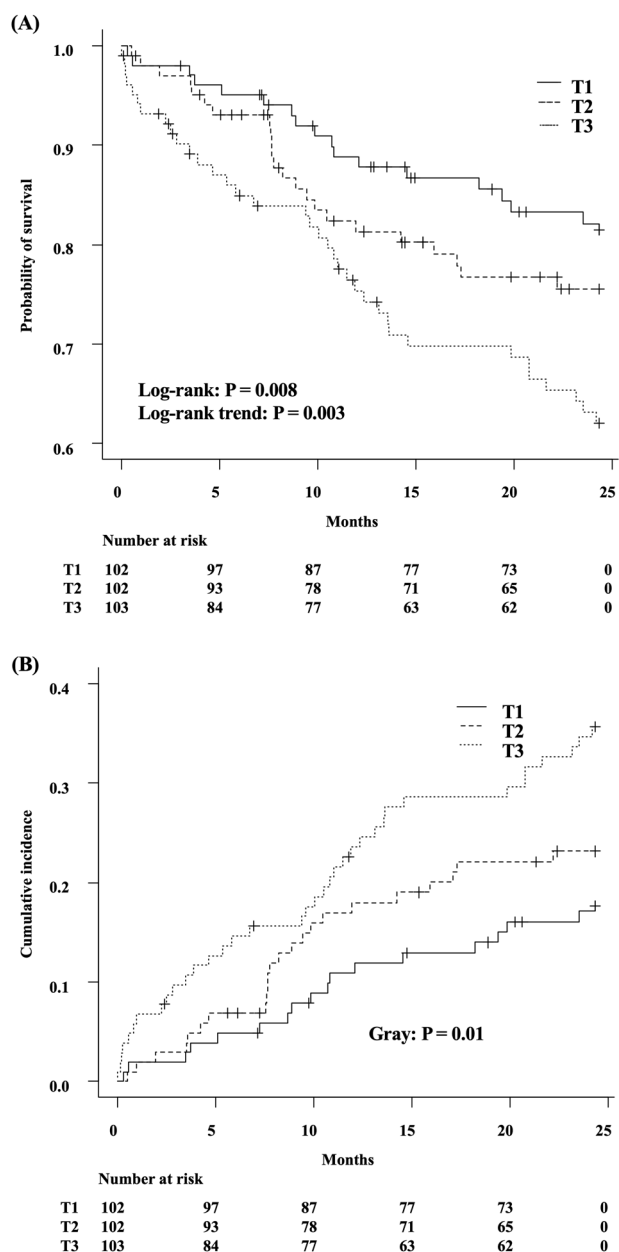 (A)
1.0
0.9
0.8
0.7
0.6
Probability of survival
T1
T2
T3
Log-rank: P = 0.008
Log-rank trend: P = 0.003
0 5 10 15 20 25
Months
Number at risk
T1 102 97 87 77 73 0
T2 102 93 78 71 65 0
T3 103 84 77 63 62 0
(B)
0.4
0.3
0.2
0.1
0.0
Cumulative incidence
T1
T2
T3
Gray: P = 0.01
0 5 10 15 20 25
Months
Number at risk
T1 102 97 87 77 73 0
T2 102 93 78 71 65 0
T3 103 84 77 63 62 0